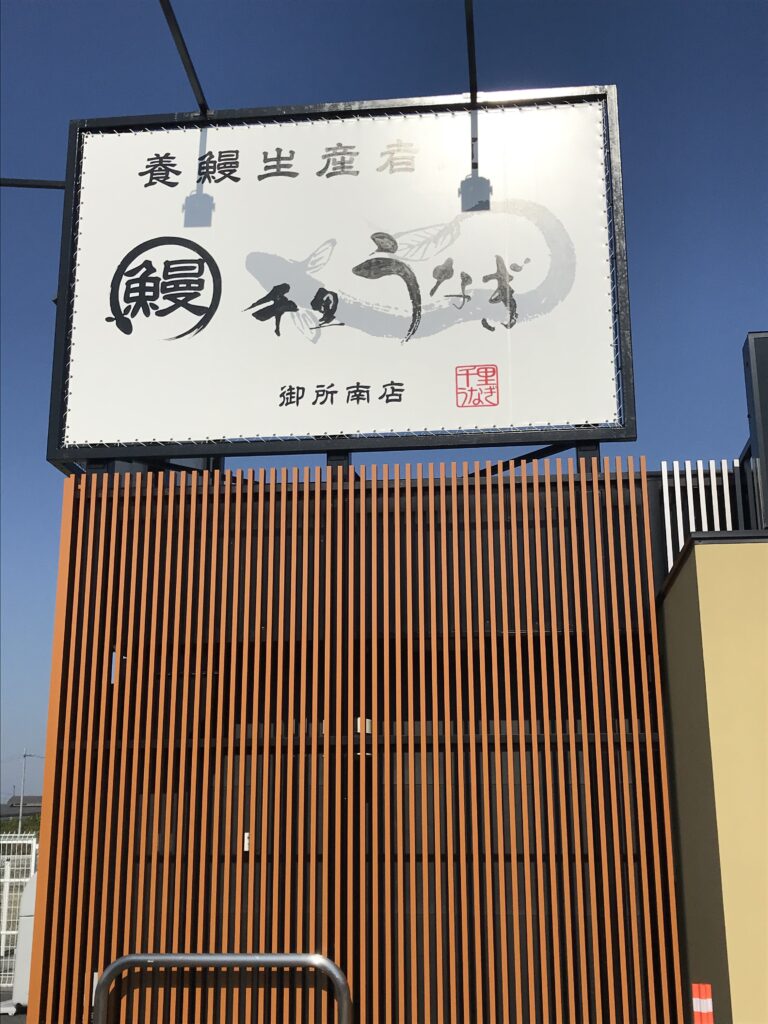 養鰻生産者
鰻 千里うなぎ
御所南店
千里
うなぎ